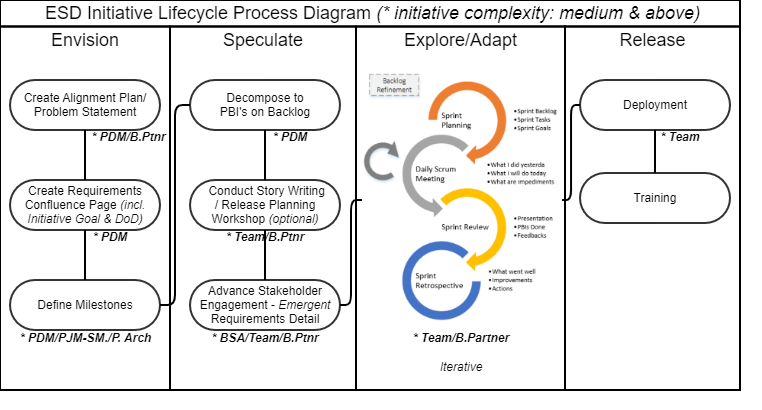 ESD Initiative Lifecycle Process Diagram (* initiative complexity: medium & above)
Envision
Speculate
Explore/Adapt
Release
Create Alignment Plan/
Problem Statement
* PDM/B.Ptnr
Create Requirements
Confluence Page (incl.
Initiative Goal & DoD)
* PDM
Define Milestones
* PDM/PJM-SM./P. Arch
Decompose to
PBI's on Backlog
* PDM
Conduct Story Writing
/ Release Planning
Workshop (optional)
* Team/B.Ptnr
Advance Stakeholder
Engagement - Emergent
Requirements Detail
* BSA/Team/B.Ptnr
Backlog
Refinement
Sprint
Planning
• Sprint Backlog
• Sprint Tasks
• Sprint Goals
Daily Scrum
Meeting
• What I did yesterde
• What I will do today
• What are impediments
Sprint Review
• Presentation
• PBIs Done
• Feedbacks
Sprint
Retrospective
• What went well
• Improvements
• Actions
* Team/B.Partner
Iterative
Deployment
* Team
Training